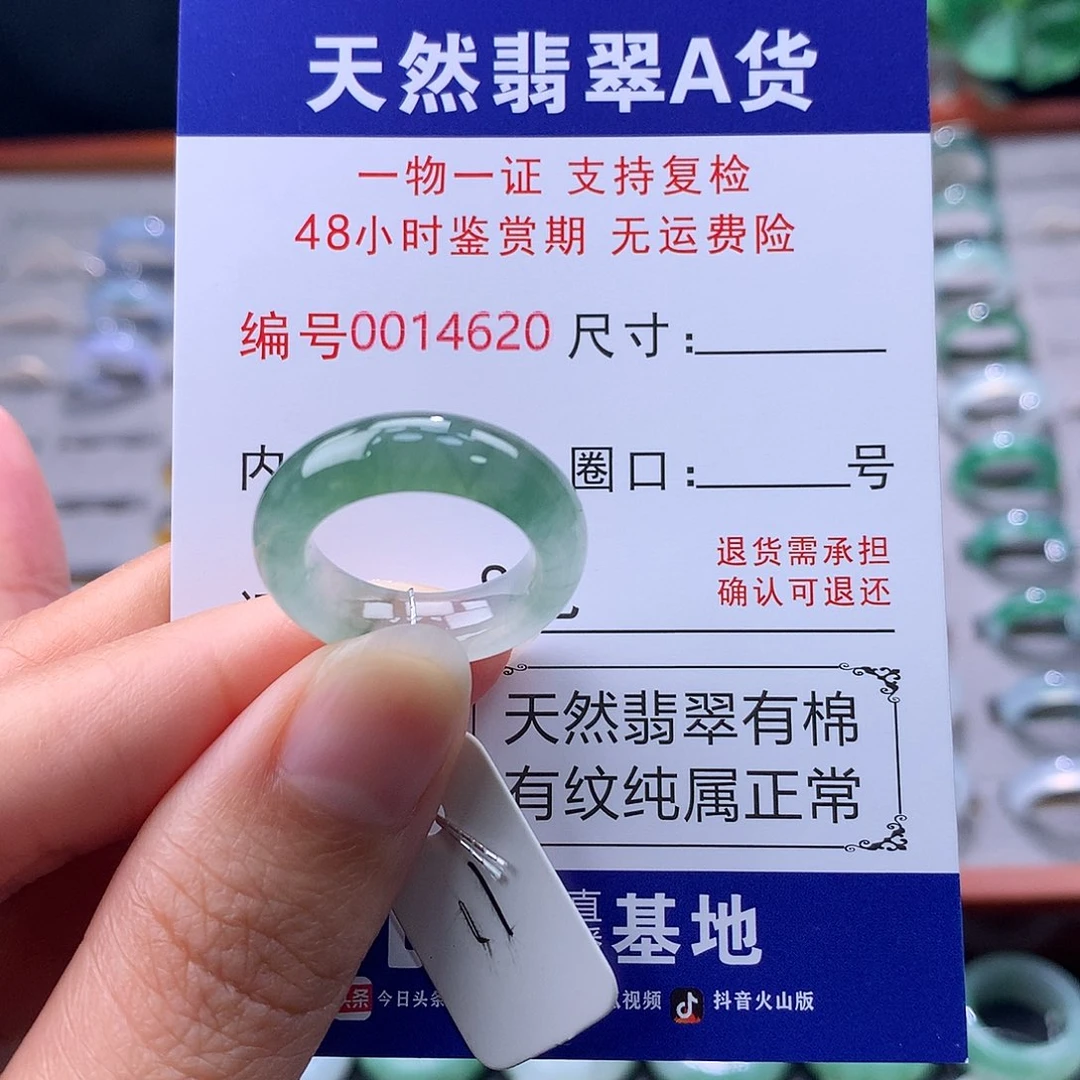 天然翡翠A货
一物一证 支持复检
48小时鉴赏期 无运费险
编号0014620 尺寸:
内 圈口: 号
退货需承担
确认可退还
天然翡翠有棉
有纹纯属正常
直 基地
头条 今日头条 视频 抖音火山版